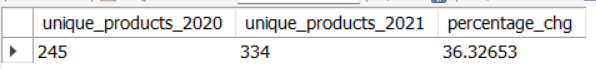 unique_products_2020 unique_products_2021 percentage_chg
245 334 36.32653